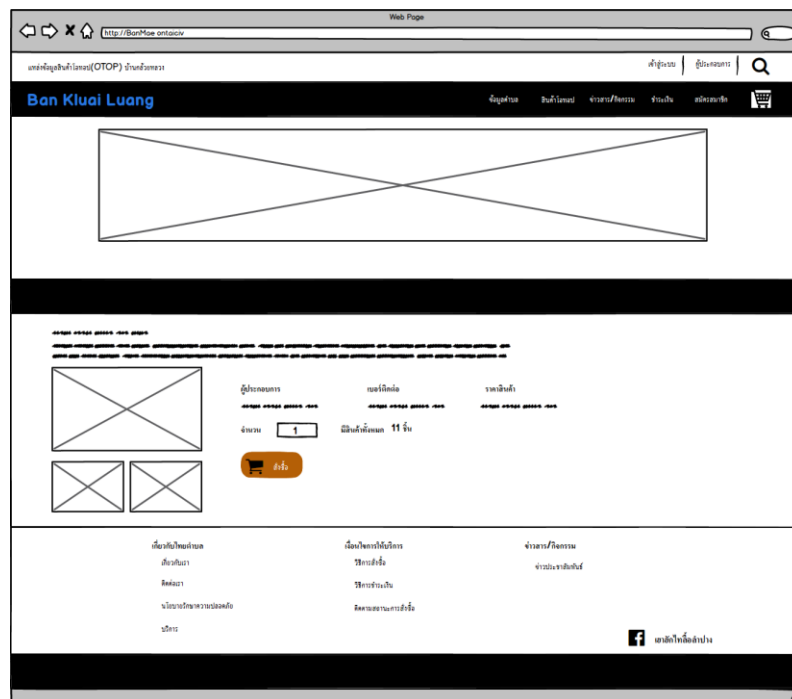 Web Page
http://BanMae ontaiciv
แหล่งข้อมูลสินค้าโอทอป(OTOP) บ้านกล้วยหลวง
เข้าสู่ระบบ
ผู้ประกอบการ
Ban Kluai Luang
ข้อมูลตำบล
สินค้าโอทอป
ข่าวสาร/กิจกรรม
ชำระเงิน
สมัครสมาชิก
ผู้ประกอบการ
เบอร์ติดต่อ
ราคาสินค้า
จำนวน
1
มีสินค้าทั้งหมด 11 ชิ้น
สั่งซื้อ
เกี่ยวกับไทยตำบล
เงื่อนไขการให้บริการ
ข่าวสาร/กิจกรรม
เกี่ยวกับเรา
วิธีการสั่งซื้อ
ข่าวประชาสัมพันธ์
ติดต่อเรา
วิธีการชำระเงิน
นโยบายรักษาความปลอดภัย
ติดตามสถานะการสั่งซื้อ
บริการ
เฮาฮักไทลื้อลำปาง